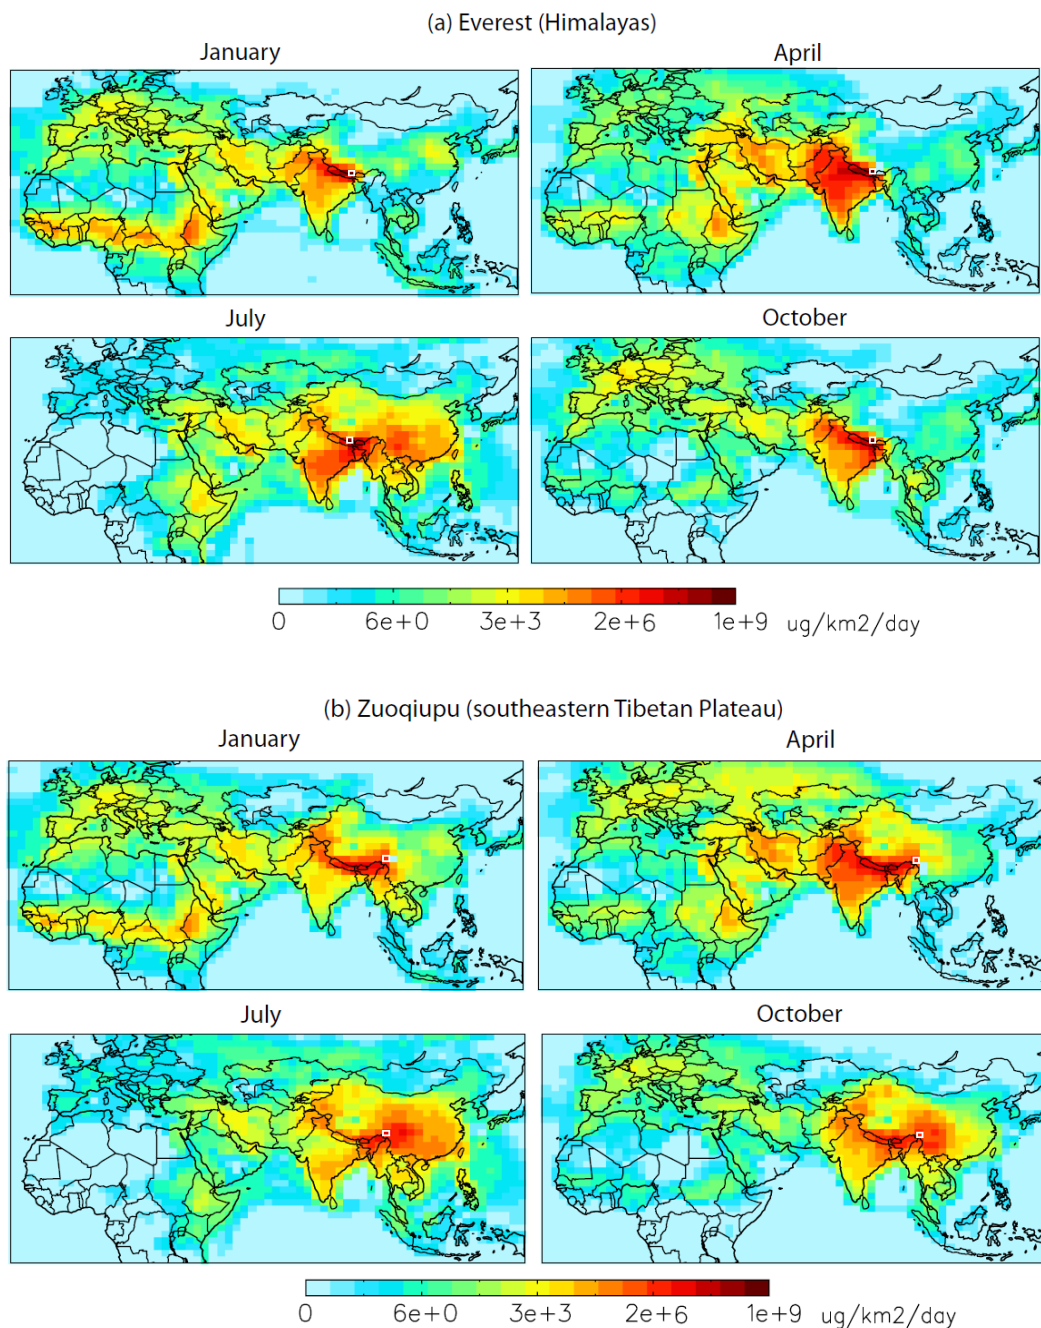 (a) Everest (Himalayas)
January April
July October
0 6e+0 3e+3 2e+6 1e+9 ug/km2/day
(b) Zuoqiupu (southeastern Tibetan Plateau)
January April
July October
0 6e+0 3e+3 2e+6 1e+9 ug/km2/day